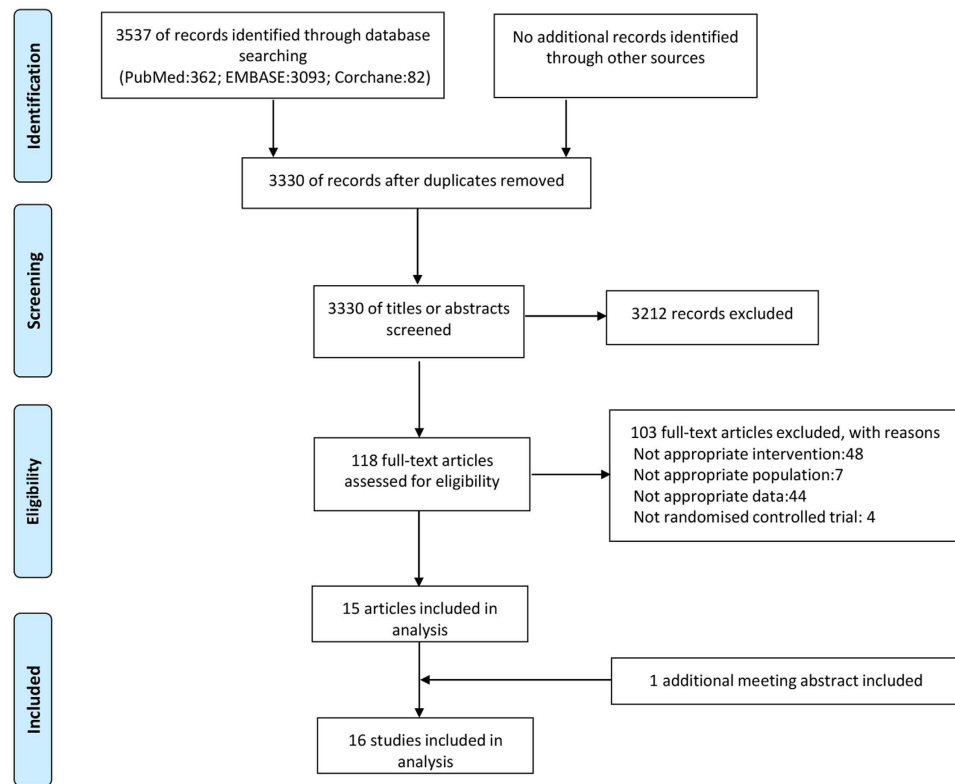 Identification
3537 of records identified through database
searching
(PubMed:362; EMBASE:3093; Corchane:82)
No additional records identified
through other sources
3330 of records after duplicates removed
Screening
3330 of titles or abstracts
screened
3212 records excluded
Eligibility
118 full-text articles
assessed for eligibility
103 full-text articles excluded, with reasons
Not appropriate intervention:48
Not appropriate population:7
Not appropriate data:44
Not randomised controlled trial: 4
Included
15 articles included in
analysis
1 additional meeting abstract included
16 studies included in
analysis